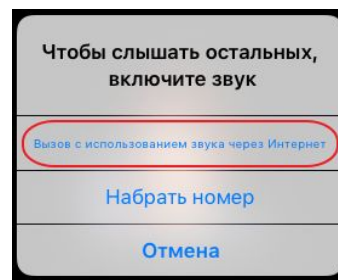 Чтобы слышать остальных,
включите звук
Вызов с использованием звука через Интернет
Набрать номер
Отмена